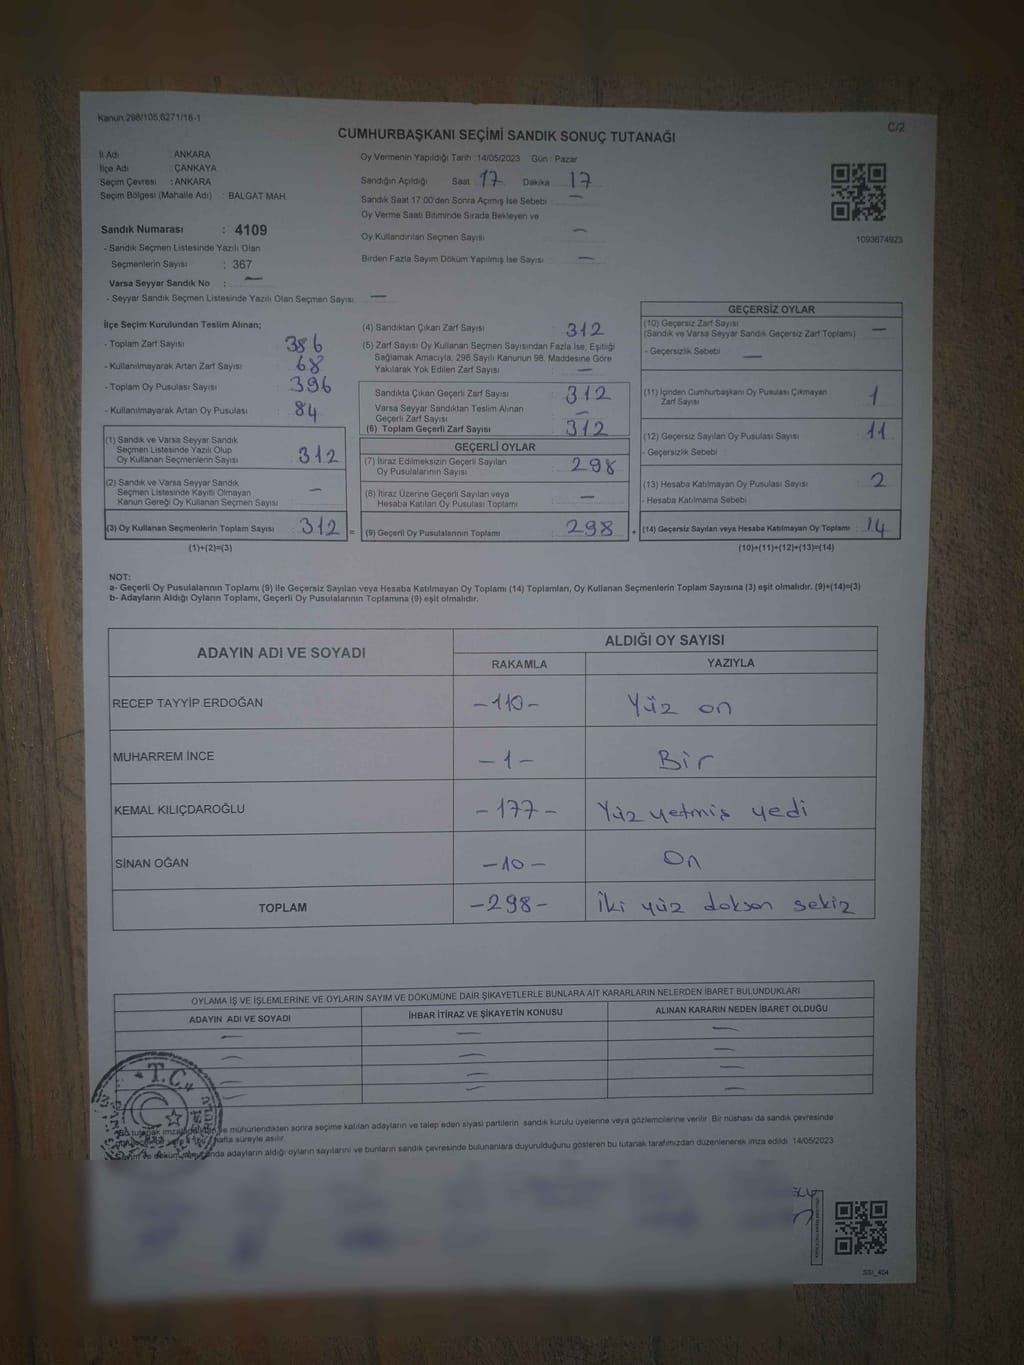 Kanun:298/105,6271/18-1
C/2
CUMHURBAŞKANI SEÇİMİ SANDIK SONUÇ TUTANAĞI
İl Adı : ANKARA
İlçe Adı : ÇANKAYA
Seçim Çevresi : ANKARA
Seçim Bölgesi (Mahalle Adı) : BALGAT MAH.
Sandık Numarası : 4109
- Sandık Seçmen Listesinde Yazılı Olan
Seçmenlerin Sayısı : 367
Varsa Seyyar Sandık No : —
- Seyyar Sandık Seçmen Listesinde Yazılı Olan Seçmen Sayısı —
Oy Vermenin Yapıldığı Tarih :14/05/2023 Gün : Pazar
Sandığın Açıldığı Saat : 17 Dakika : 17
Sandık Saat 17:00'den Sonra Açımış İse Sebebi —
Oy Verme Saati Bitiminde Sırada Bekleyen ve
Oy Kullandırılan Seçmen Sayısı —
Birden Fazla Sayım Döküm Yapılmış İse Sayısı —
1093674923
İlçe Seçim Kurulundan Teslim Alınan;
- Toplam Zarf Sayısı 386
- Kullanılmayarak Artan Zarf Sayısı 68
- Toplam Oy Pusulası Sayısı 396
- Kullanılmayarak Artan Oy Pusulası 84
(1) Sandık ve Varsa Seyyar Sandık
Seçmen Listesinde Yazılı Olup
Oy Kullanan Seçmenlerin Sayısı 312
(2) Sandık ve Varsa Seyyar Sandık
Seçmen Listesinde Kayıtlı Olmayan
Kanun Gereği Oy Kullanan Seçmen Sayısı —
(3) Oy Kullanan Seçmenlerin Toplam Sayısı 312 =
(1)+(2)=(3)
(4) Sandıktan Çıkan Zarf Sayısı 312
(5) Zarf Sayısı Oy Kullanan Seçmen Sayısından Fazla İse, Eşitliği
Sağlamak Amacıyla, 298 Sayılı Kanunun 98. Maddesine Göre
Yakılarak Yok Edilen Zarf Sayısı —
Sandıkta Çıkan Geçerli Zarf Sayısı 312
Varsa Seyyar Sandıktan Teslim Alınan
Geçerli Zarf Sayısı —
(6) Toplam Geçerli Zarf Sayısı 312
GEÇERLİ OYLAR
(7) İtiraz Edilmeksizin Geçerli Sayılan
Oy Pusulalarının Sayısı 298
(8) İtiraz Üzerine Geçerli Sayılan veya
Hesaba Katılan Oy Pusulası Toplamı —
(9) Geçerli Oy Pusulalarının Toplamı 298 +
GEÇERSİZ OYLAR
(10) Geçersiz Zarf Sayısı
(Sandık ve Varsa Seyyar Sandık Geçersiz Zarf Toplamı) —
- Geçersizlik Sebebi —
(11) İçinden Cumhurbaşkanı Oy Pusulası Çıkmayan
Zarf Sayısı 1
(12) Geçersiz Sayılan Oy Pusulası Sayısı 11
- Geçersizlik Sebebi
(13) Hesaba Katılmayan Oy Pusulası Sayısı 2
- Hesaba Katılmama Sebebi
(14) Geçersiz Sayılan veya Hesaba Katılmayan Oy Toplamı 14
(10)+(11)+(12)+(13)=(14)
NOT:
a- Geçerli Oy Pusulalarının Toplamı (9) ile Geçersiz Sayılan veya Hesaba Katılmayan Oy Toplamı (14) Toplamları, Oy Kullanan Seçmenlerin Toplam Sayısına (3) eşit olmalıdır. (9)+(14)=(3)
b- Adayların Aldığı Oyların Toplamı, Geçerli Oy Pusulalarının Toplamına (9) eşit olmalıdır.
ADAYIN ADI VE SOYADI ALDIĞI OY SAYISI
RAKAMLA YAZIYLA
RECEP TAYYİP ERDOĞAN -110- Yüz on
MUHARREM İNCE -1- Bir
KEMAL KILIÇDAROĞLU -177- Yüz yetmiş yedi
SİNAN OĞAN -10- On
TOPLAM -298- İki yüz doksan sekiz
OYLAMA İŞ VE İŞLEMLERİNE VE OYLARIN SAYIM VE DÖKÜMÜNE DAİR ŞİKAYETLERLE BUNLARA AİT KARARLARIN NELERDEN İBARET BULUNDUKLARI
ADAYIN ADI VE SOYADI İHBAR İTİRAZ VE ŞİKAYETİN KONUSU ALINAN KARARIN NEDEN İBARET OLDUĞU
— — —
— — —
— — —
— — —
T.C.
ve mühürlendikten sonra seçime katılan adayların ve talep eden siyasi partilerin sandık kurulu üyelerine veya gözlemcilerine verilir. Bir nüshası da sandık çevresinde
hafta süreyle asılır.
adayların aldığı oyların sayılarını ve bunların sandık çevresinde bulunanlara duyurulduğunu gösteren bu tutanak tarafımızdan düzenlenerek imza edildi. 14/05/2023
SSI_404